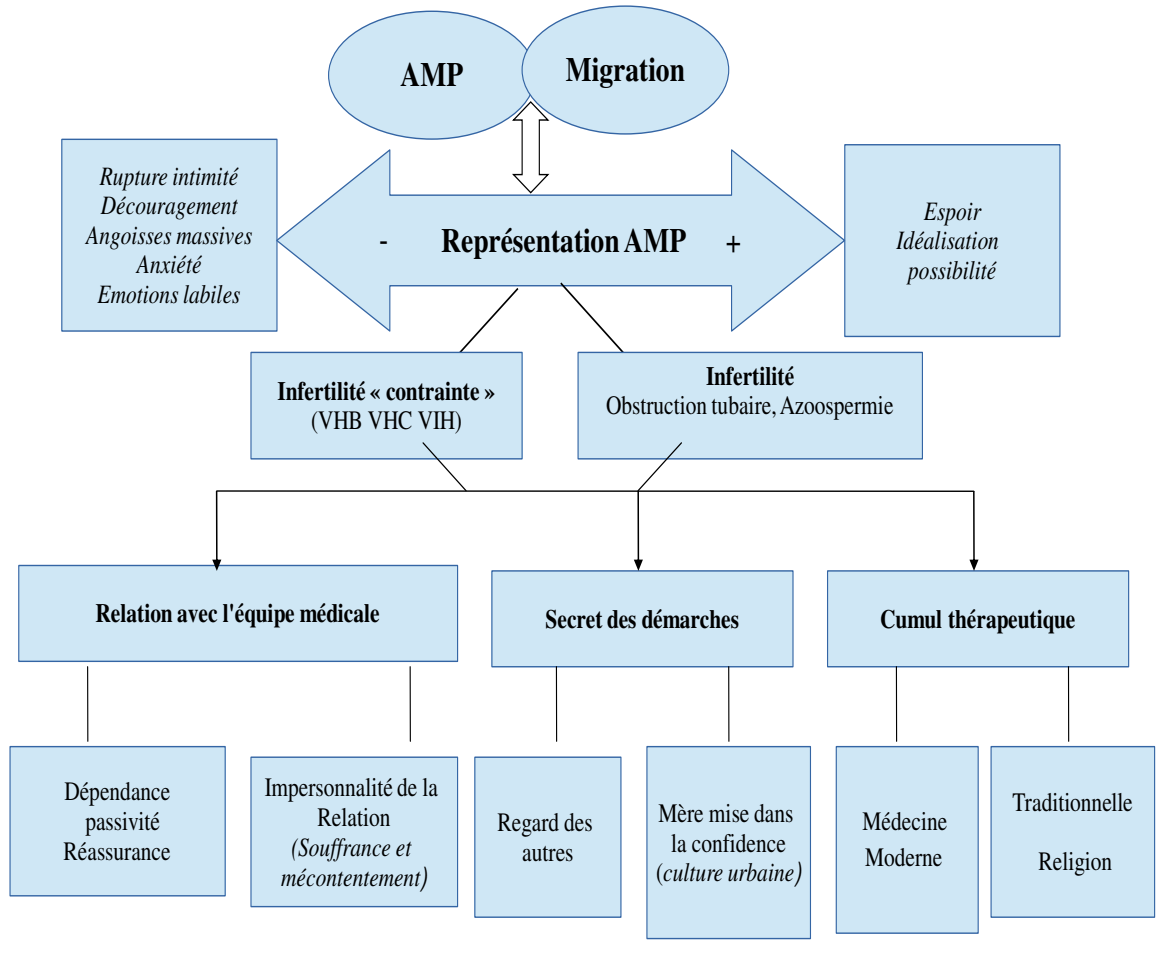 AMP
Migration
Rupture intimité
Découragement
Angoisses massives
Anxiété
Emotions labiles
- Représentation AMP +
Espoir
Idéalisation
possibilité
Infertilité « contrainte »
(VHB VHC VIH)
Infertilité
Obstruction tubaire, Azoospermie
Relation avec l'équipe médicale
Secret des démarches
Cumul thérapeutique
Dépendance
passivité
Réassurance
Impersonnalité de la
Relation
(Souffrance et
mécontentement)
Regard des
autres
Mère mise dans
la confidence
(culture urbaine)
Médecine
Moderne
Traditionnelle
Religion